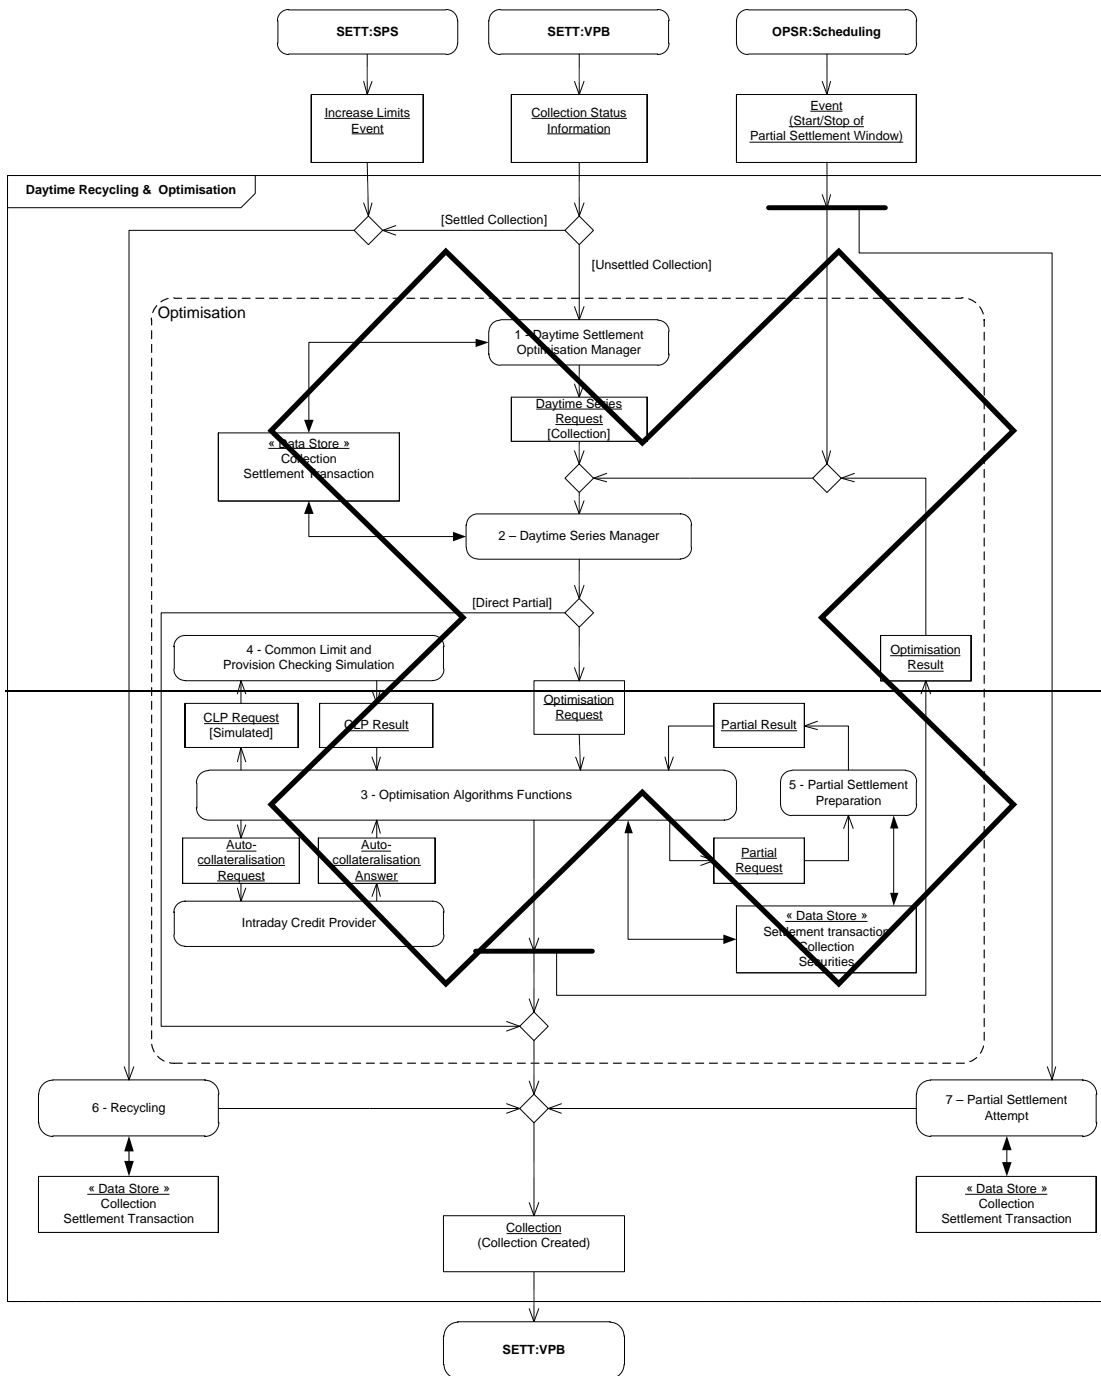 SETT:SPS
SETT:VPB
OPSR:Scheduling
Increase Limits
Event
Collection Status
Information
Event
(Start/Stop of
Partial Settlement Window)
Daytime Recycling & Optimisation
[Settled Collection]
[Unsettled Collection]
Optimisation
1 - Daytime Settlement
Optimisation Manager
Daytime Series
Request
[Collection]
« Data Store »
Collection
Settlement Transaction
2 – Daytime Series Manager
[Direct Partial]
4 - Common Limit and
Provision Checking Simulation
Optimisation
Result
CLP Request
[Simulated]
CLP Result
Optimisation
Request
Partial Result
3 - Optimisation Algorithms Functions
5 - Partial Settlement
Preparation
Auto-
collateralisation
Request
Auto-
collateralisation
Answer
Partial
Request
Intraday Credit Provider
« Data Store »
Settlement transaction
Collection
Securities
6 - Recycling
7 – Partial Settlement
Attempt
« Data Store »
Collection
Settlement Transaction
« Data Store »
Collection
Settlement Transaction
Collection
(Collection Created)
SETT:VPB